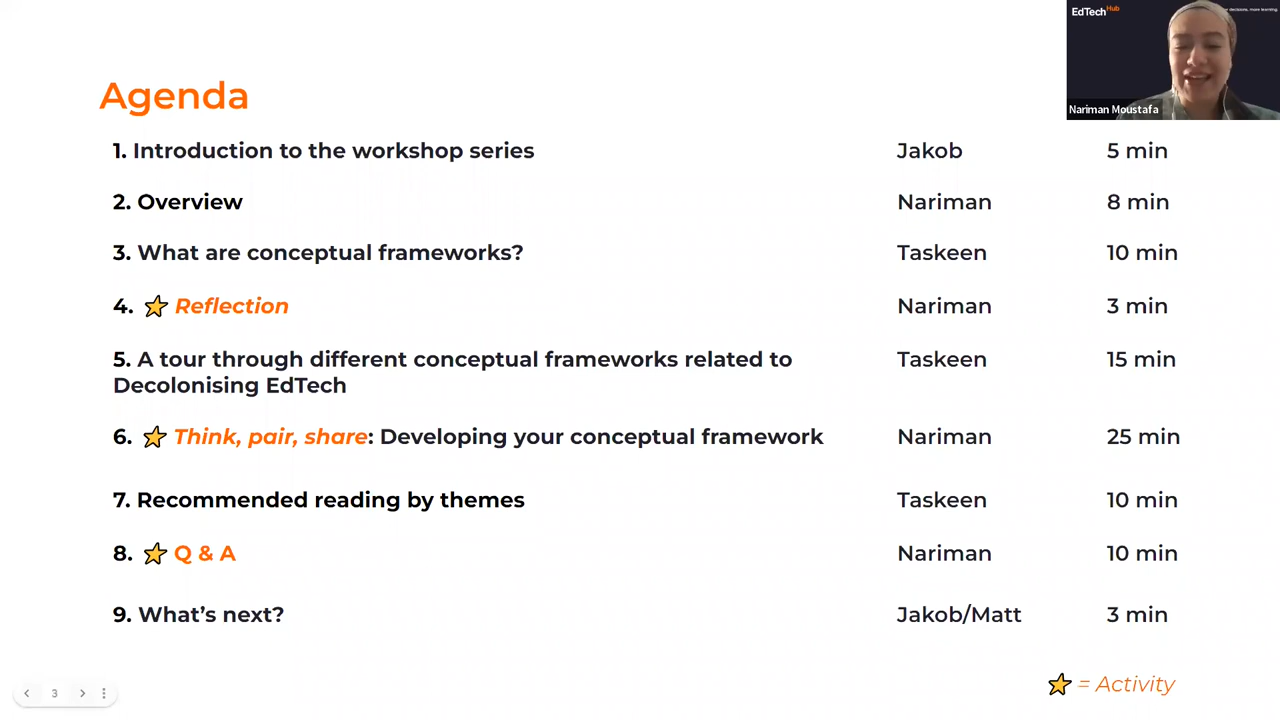 EdTech Hub
decisions, more learning.
Nariman Moustafa
Agenda
1. Introduction to the workshop series Jakob 5 min
2. Overview Nariman 8 min
3. What are conceptual frameworks? Taskeen 10 min
4. Reflection Nariman 3 min
5. A tour through different conceptual frameworks related to Taskeen 15 min
Decolonising EdTech
6. Think, pair, share: Developing your conceptual framework Nariman 25 min
7. Recommended reading by themes Taskeen 10 min
8. Q & A Nariman 10 min
9. What’s next? Jakob/Matt 3 min
= Activity
3